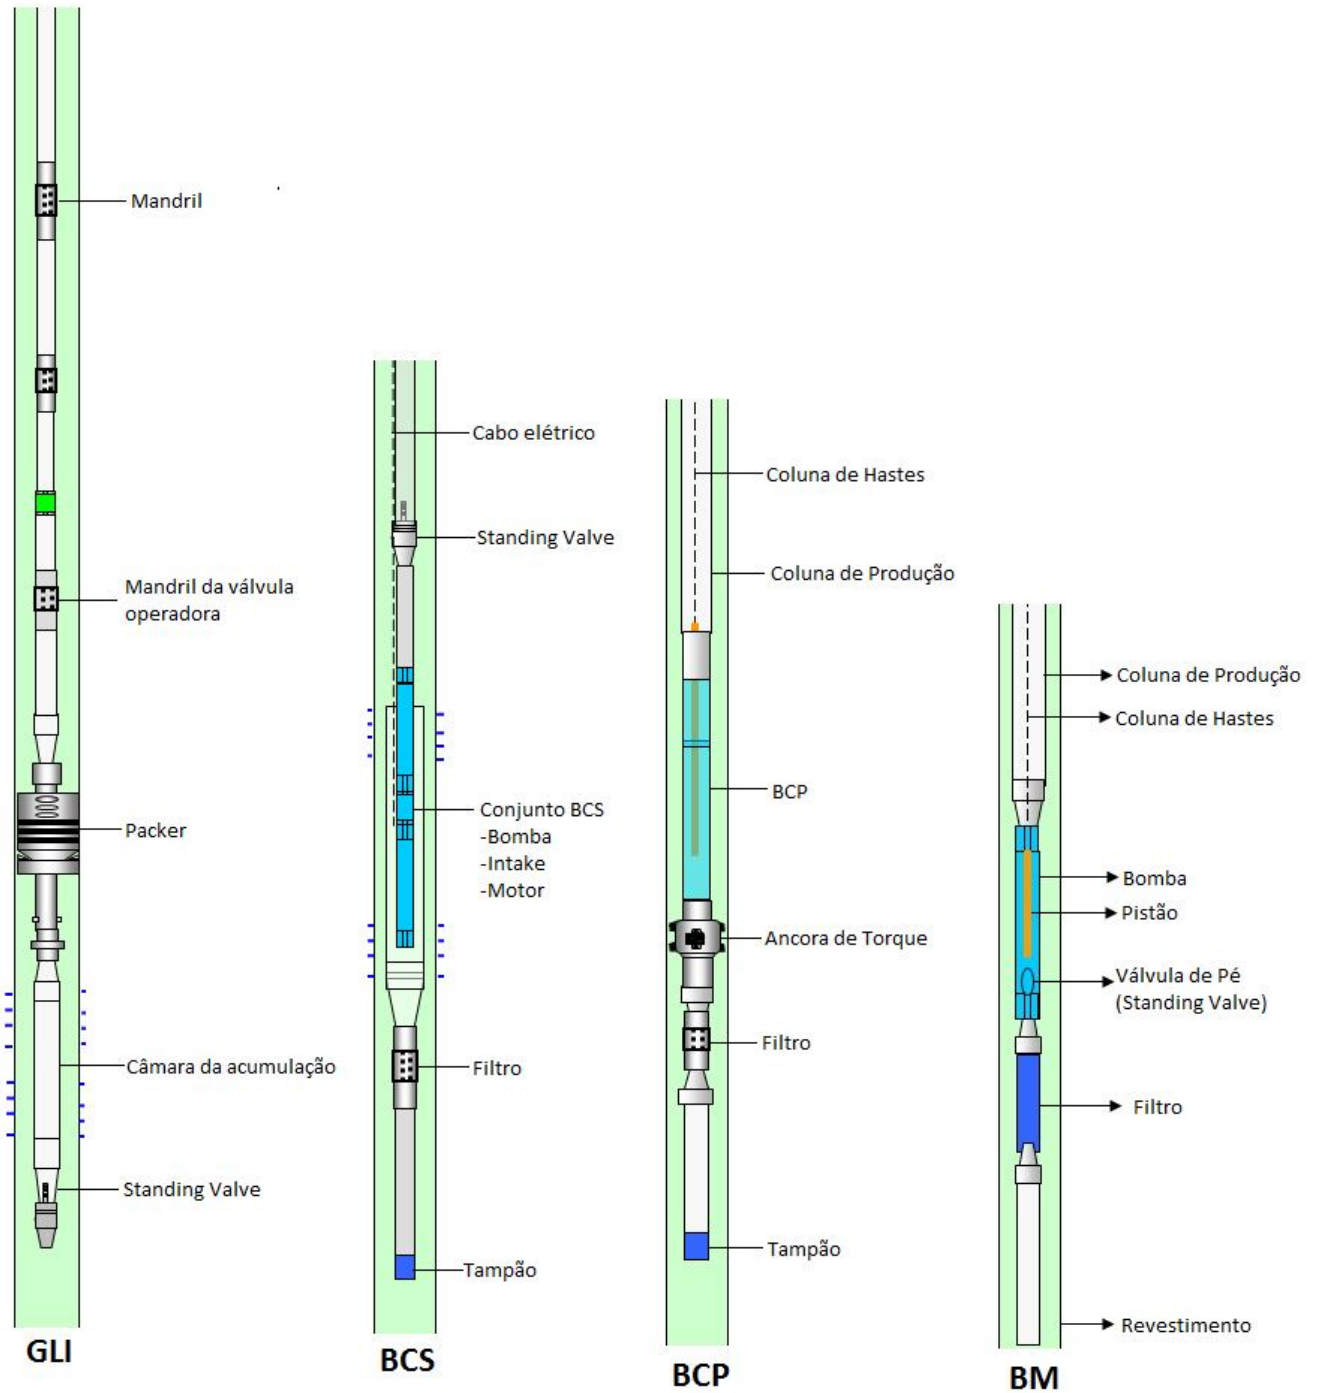 Mandril
Mandril da válvula
operadora
Packer
Câmara da acumulação
Standing Valve
GLI
Cabo elétrico
Standing Valve
Conjunto BCS
-Bomba
-Intake
-Motor
Filtro
Tampão
BCS
Coluna de Hastes
Coluna de Produção
BCP
Ancora de Torque
Filtro
Tampão
BCP
Coluna de Produção
Coluna de Hastes
Bomba
Pistão
Válvula de Pé
(Standing Valve)
Filtro
Revestimento
BM